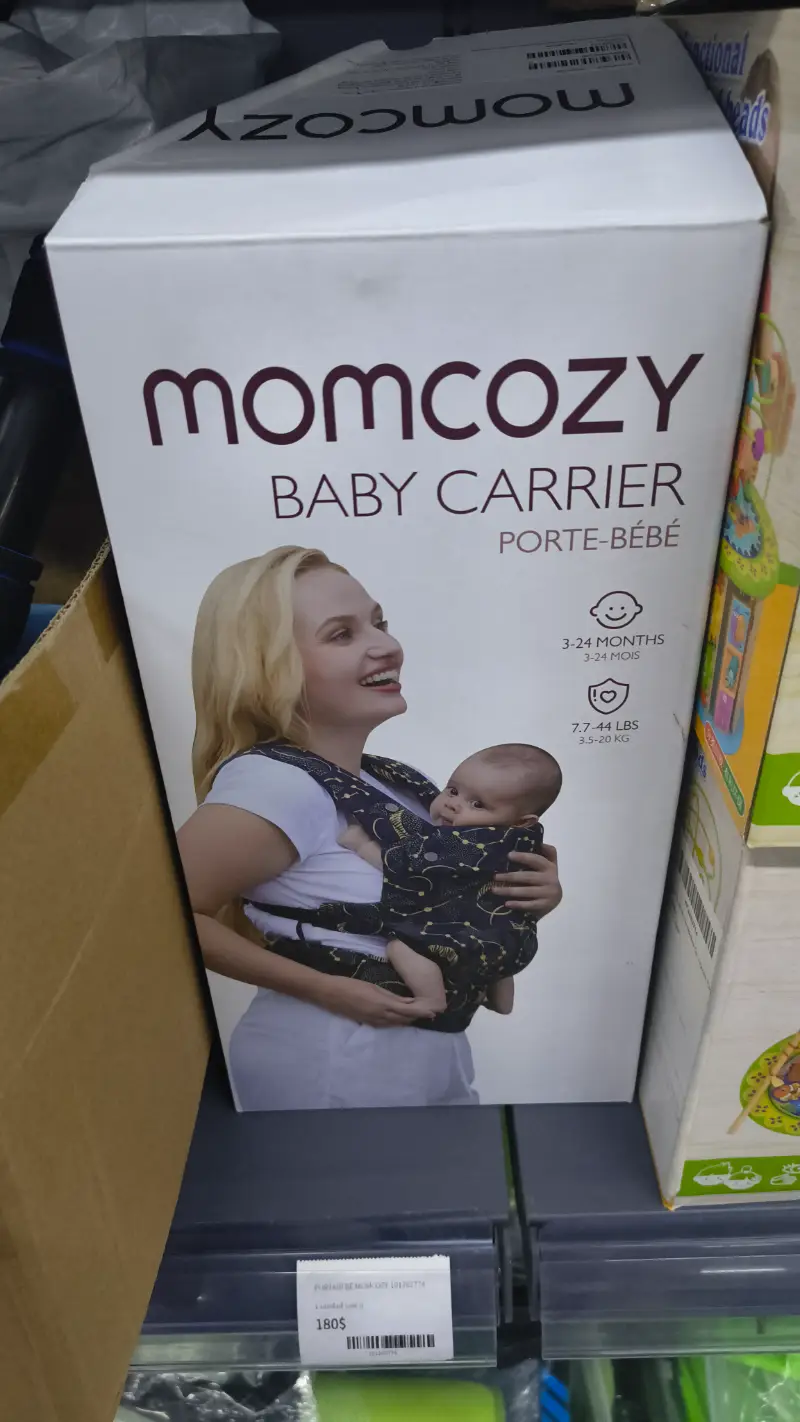 momcozy
momcozy
BABY CARRIER
PORTE-BÉBÉ
3-24 MONTHS
3-24 MOIS
7.7-44 LBS
3.5-20 KG
180$